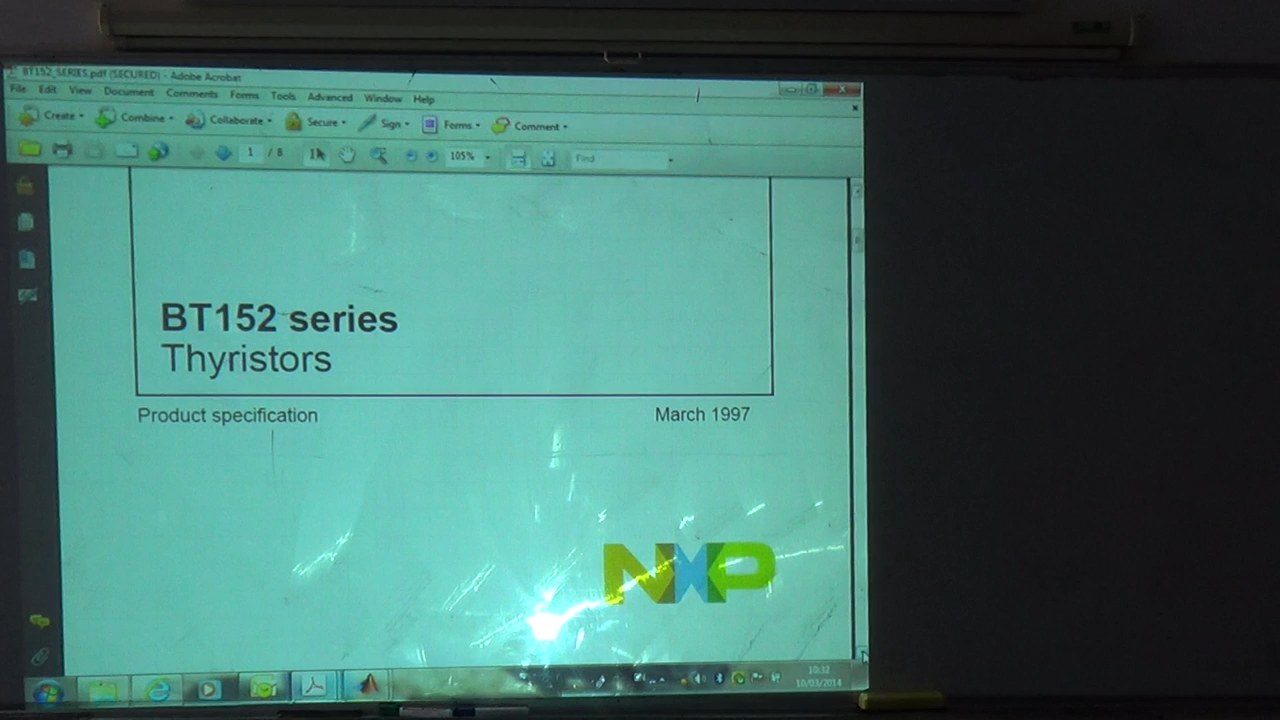 BT152_SERIES.pdf (SECURED) - Adobe Acrobat
File Edit View Document Comments Forms Tools Advanced Window Help
Create Combine Collaborate Secure Sign Forms Comment
1 / 8 105% Find
BT152 series
Thyristors
Product specification March 1997
NXP
10:32
10/03/2014